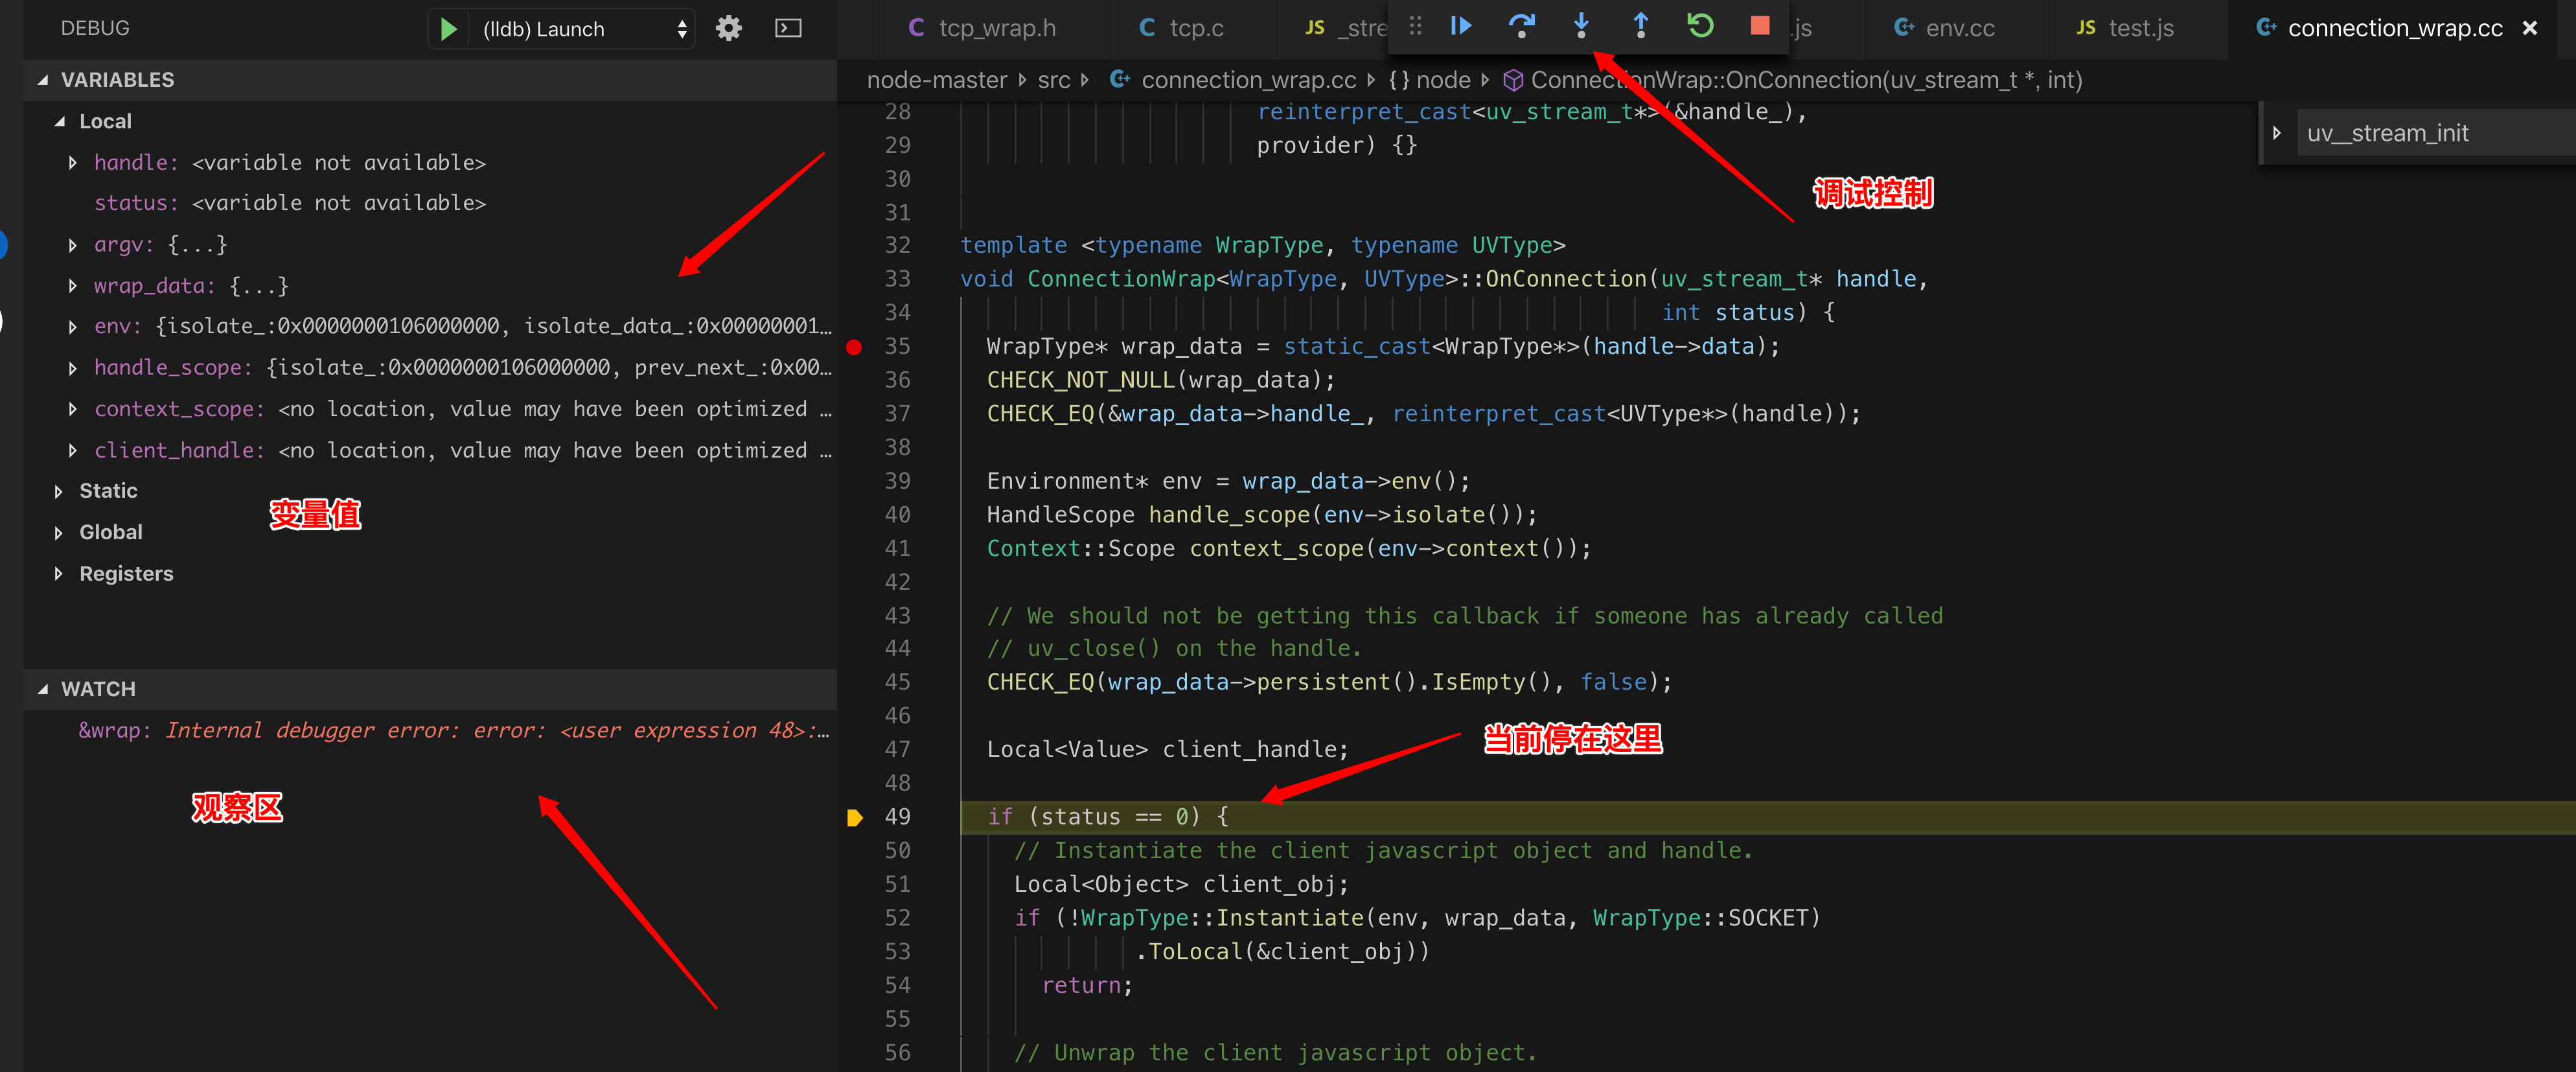 DEBUG
(lldb) Launch
VARIABLES
Local
handle: <variable not available>
status: <variable not available>
argv: {...}
wrap_data: {...}
env: {isolate_:0x0000000106000000, isolate_data_:0x00000001…
handle_scope: {isolate_:0x0000000106000000, prev_next_:0x00…
context_scope: <no location, value may have been optimized …
client_handle: <no location, value may have been optimized …
Static
变量值
Global
Registers
WATCH
&wrap: Internal debugger error: error: <user expression 48>:…
观察区
C tcp_wrap.h
C tcp.c
JS _stre
.js
C+ env.cc
JS test.js
C+ connection_wrap.cc ×
node-master src C+ connection_wrap.cc {} node ConnectionWrap::OnConnection(uv_stream_t *, int)
uv__stream_init
调试控制
28 reinterpret_cast<uv_stream_t*>(&handle_),
29 provider) {}
30
31
32 template <typename WrapType, typename UVType>
33 void ConnectionWrap<WrapType, UVType>::OnConnection(uv_stream_t* handle,
34 int status) {
35 WrapType* wrap_data = static_cast<WrapType*>(handle->data);
36 CHECK_NOT_NULL(wrap_data);
37 CHECK_EQ(&wrap_data->handle_, reinterpret_cast<UVType*>(handle));
38
39 Environment* env = wrap_data->env();
40 HandleScope handle_scope(env->isolate());
41 Context::Scope context_scope(env->context());
42
43 // We should not be getting this callback if someone has already called
44 // uv_close() on the handle.
45 CHECK_EQ(wrap_data->persistent().IsEmpty(), false);
46
当前停在这里
47 Local<Value> client_handle;
48
49 if (status == 0) {
50 // Instantiate the client javascript object and handle.
51 Local<Object> client_obj;
52 if (!WrapType::Instantiate(env, wrap_data, WrapType::SOCKET)
53 .ToLocal(&client_obj))
54 return;
55
56 // Unwrap the client javascript object.